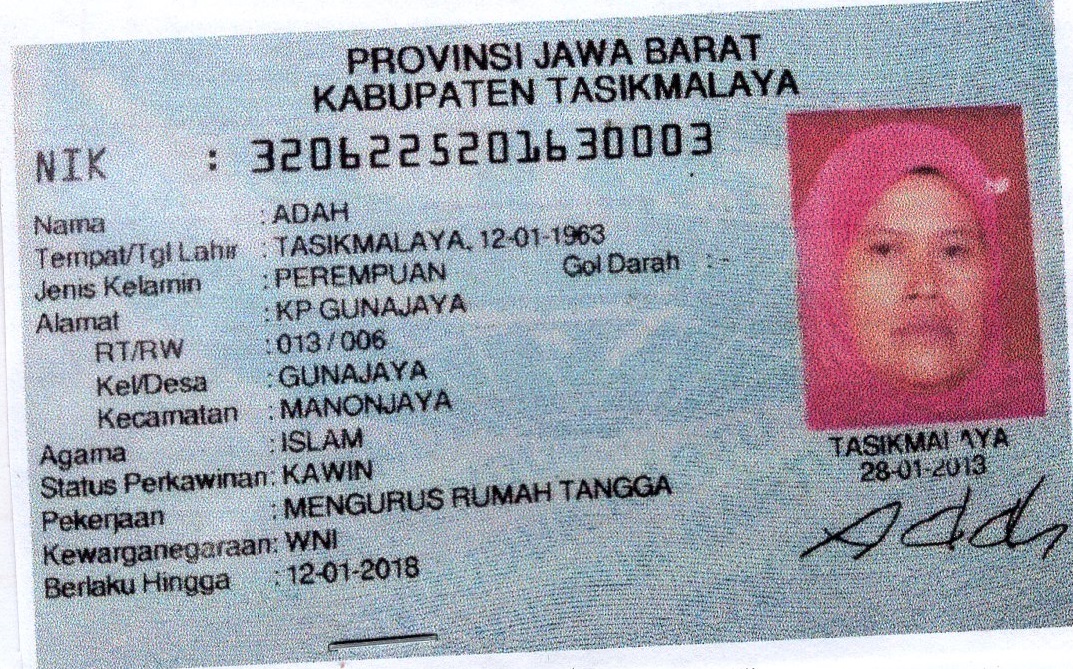 PROVINSI JAWA BARAT
KABUPATEN TASIKMALAYA
NIK : 3206225201630003
Nama : ADAH
Tempat/Tgl Lahir : TASIKMALAYA, 12-01-1963
Jenis Kelamin : PEREMPUAN Gol Darah : -
Alamat : KP GUNAJAYA
RT/RW : 013/006
Kel/Desa : GUNAJAYA
Kecamatan : MANONJAYA
Agama : ISLAM
Status Perkawinan: KAWIN
Pekerjaan : MENGURUS RUMAH TANGGA
Kewarganegaraan: WNI
Berlaku Hingga : 12-01-2018
TASIKMALAYA
28-01-2013
Adah